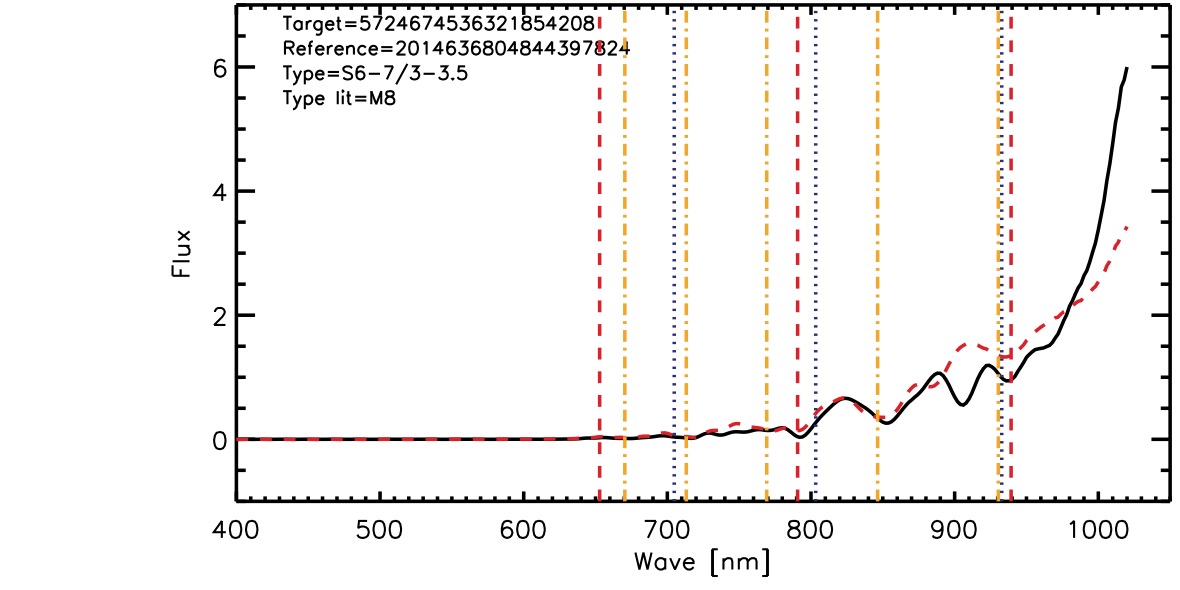 Target=5724674536321854208
Reference=2014636804844397824
Type=S6-7/3-3.5
Type lit=M8
6
4
2
0
Flux
400 500 600 700 800 900 1000
Wave [nm]